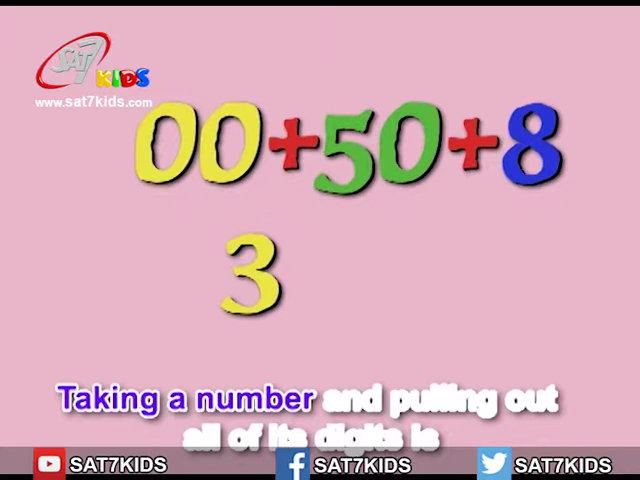 SAT7
KIDS
www.sat7kids.com
00+50+8
3
Taking a number and pulling out
all of its digits is
SAT7KIDS SAT7KIDS SAT7KIDS